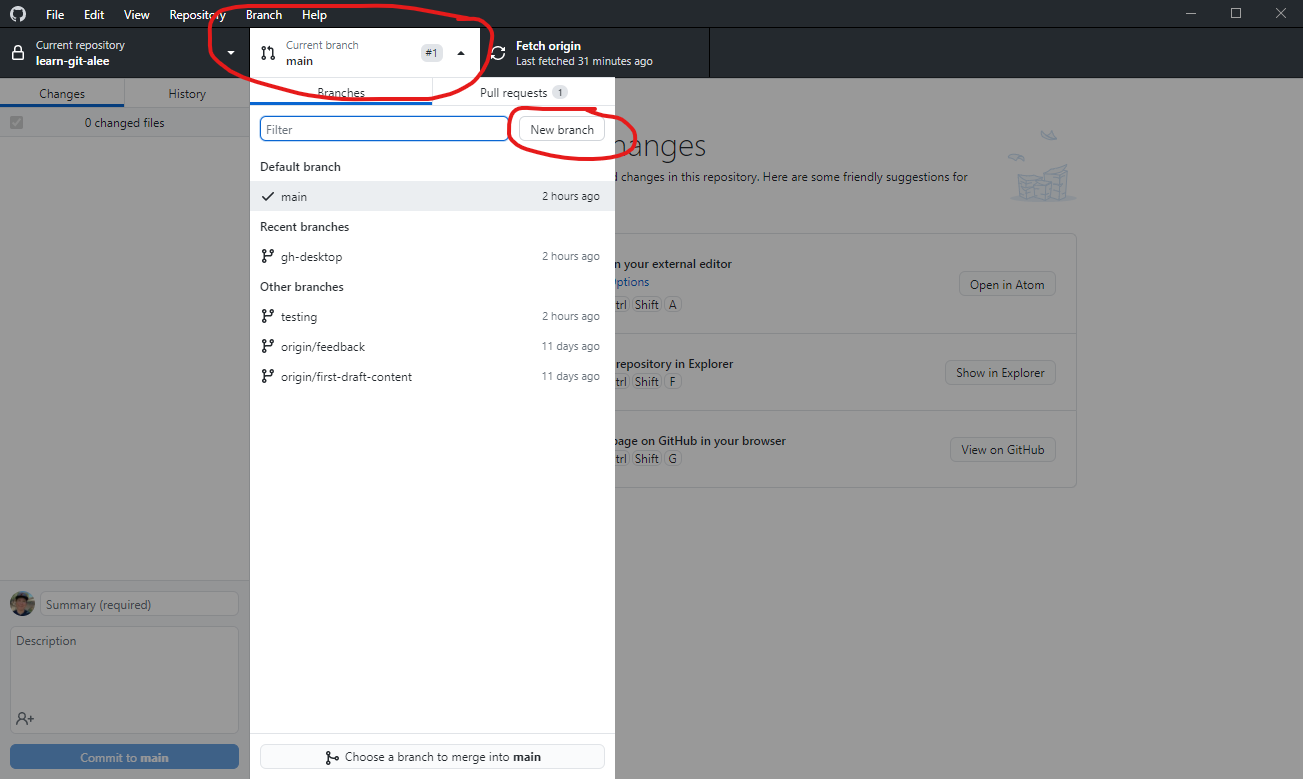 File Edit View Repository Branch Help
Current repository
learn-git-alee
Current branch
main
#1
Fetch origin
Last fetched 31 minutes ago
Changes History
0 changed files
Branches
Pull requests 1
Filter
New branch
Default branch
main 2 hours ago
Recent branches
gh-desktop 2 hours ago
Other branches
testing 2 hours ago
origin/feedback 11 days ago
origin/first-draft-content 11 days ago
Choose a branch to merge into main
anges
d changes in this repository. Here are some friendly suggestions for
n your external editor
ptions
trl Shift A
Open in Atom
repository in Explorer
trl Shift F
Show in Explorer
page on GitHub in your browser
trl Shift G
View on GitHub
Summary (required)
Description
Commit to main